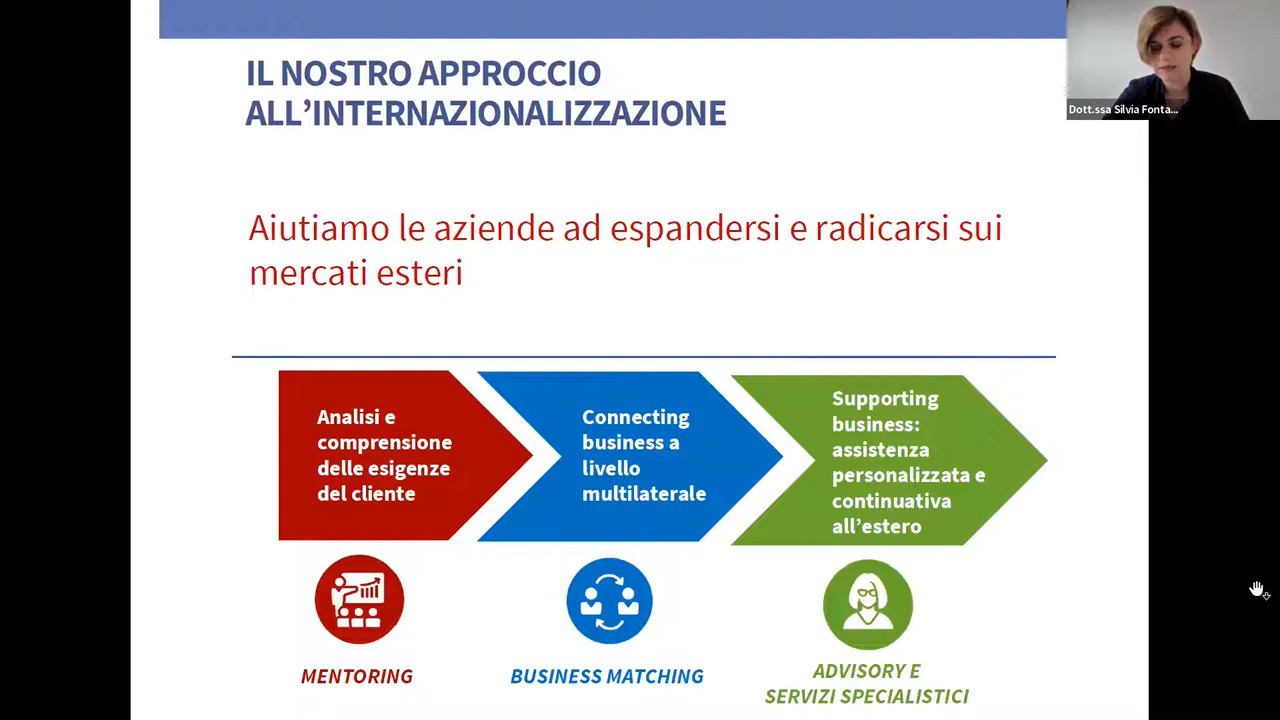 IL NOSTRO APPROCCIO
ALL’INTERNAZIONALIZZAZIONE
Dott.ssa Silvia Fonta...
Aiutiamo le aziende ad espandersi e radicarsi sui
mercati esteri
Analisi e
comprensione
delle esigenze
del cliente
Connecting
business a
livello
multilaterale
Supporting
business:
assistenza
personalizzata e
continuativa
all’estero
MENTORING
BUSINESS MATCHING
ADVISORY E
SERVIZI SPECIALISTICI